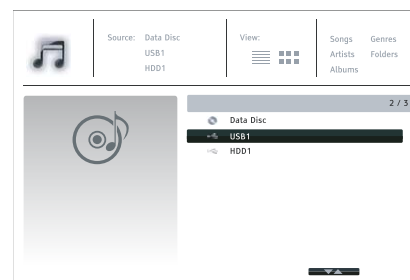 Source: Data Disc
USB1
HDD1
View:
Songs Genres
Artists Folders
Albums
2 / 3
Data Disc
USB1
HDD1